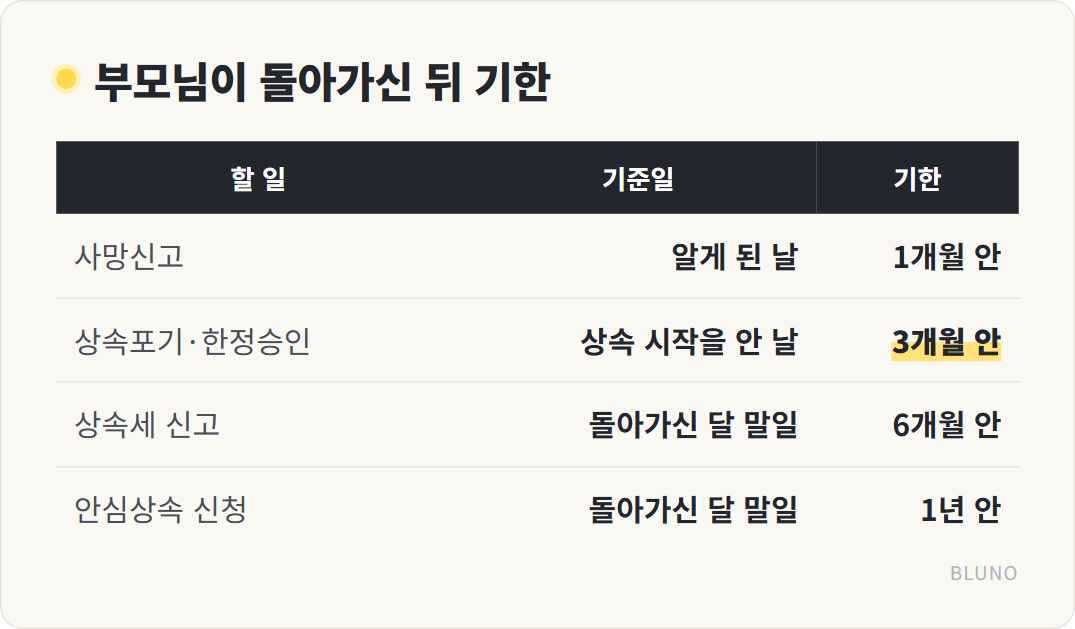 부모님이 돌아가신 뒤 기한
할 일 기준일 기한
사망신고 알게 된 날 1개월 안
상속포기·한정승인 상속 시작을 안 날 3개월 안
상속세 신고 돌아가신 달 말일 6개월 안
안심상속 신청 돌아가신 달 말일 1년 안
BLUNO